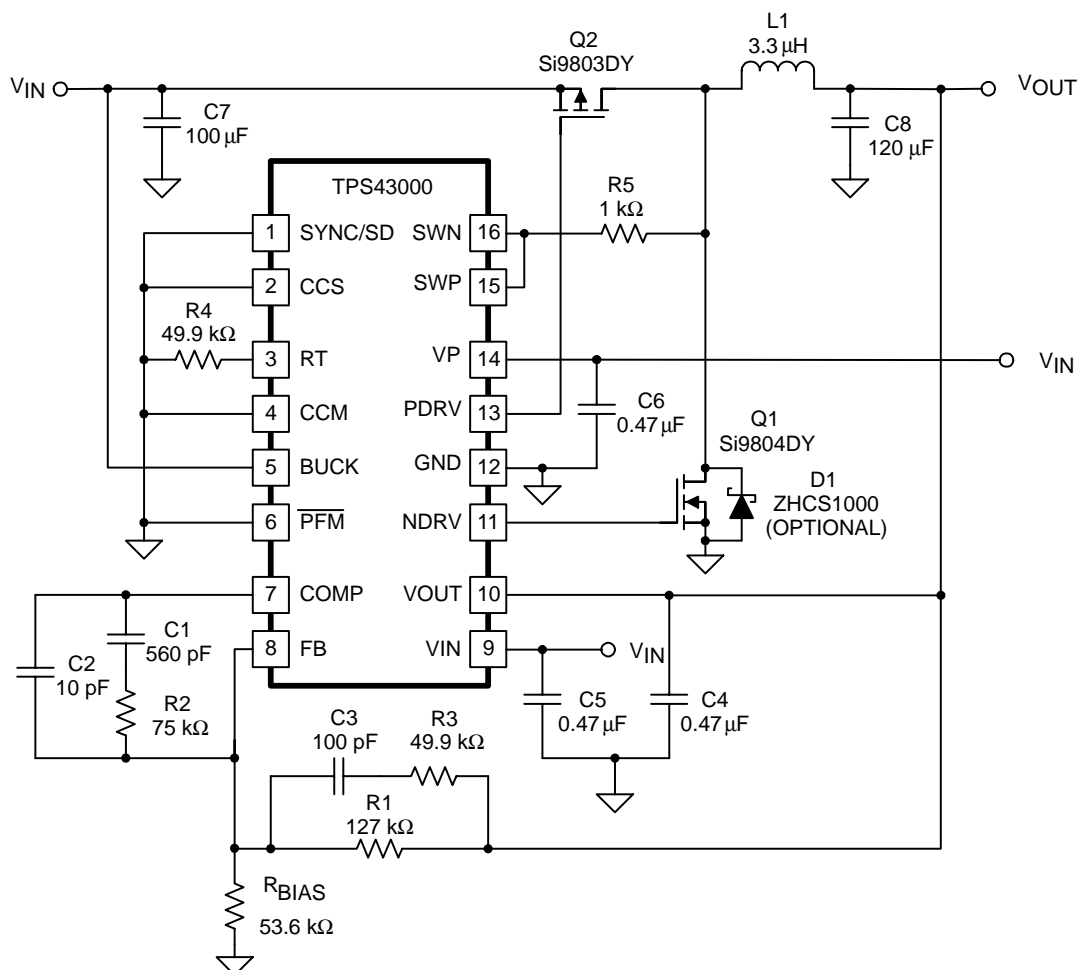 L1
3.3 μH
Q2
Si9803DY
VIN
VOUT
C7
100 μF
C8
120 μF
TPS43000
R5
1 kΩ
1 SYNC/SD
SWN 16
2 CCS
SWP 15
R4
49.9 kΩ
3 RT
VP 14
VIN
4 CCM
PDRV 13
C6
0.47 μF
Q1
Si9804DY
5 BUCK
GND 12
D1
ZHCS1000
(OPTIONAL)
6 PFM
NDRV 11
7 COMP
VOUT 10
C1
560 pF
8 FB
VIN 9
VIN
C2
10 pF
R2
75 kΩ
C5
0.47 μF
C4
0.47 μF
C3
100 pF
R3
49.9 kΩ
R1
127 kΩ
RBIAS
53.6 kΩ